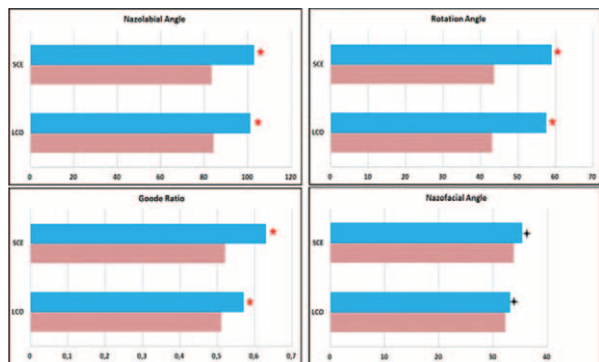 Nazolabial Angle
SCE
LCO
0 20 40 60 80 100 120
Rotation Angle
SCE
LCO
0 10 20 30 40 50 60 70
Goode Ratio
SCE
LCO
0 0,1 0,2 0,3 0,4 0,5 0,6 0,7
Nazofacial Angle
SCE
LCO
0 10 20 30 40